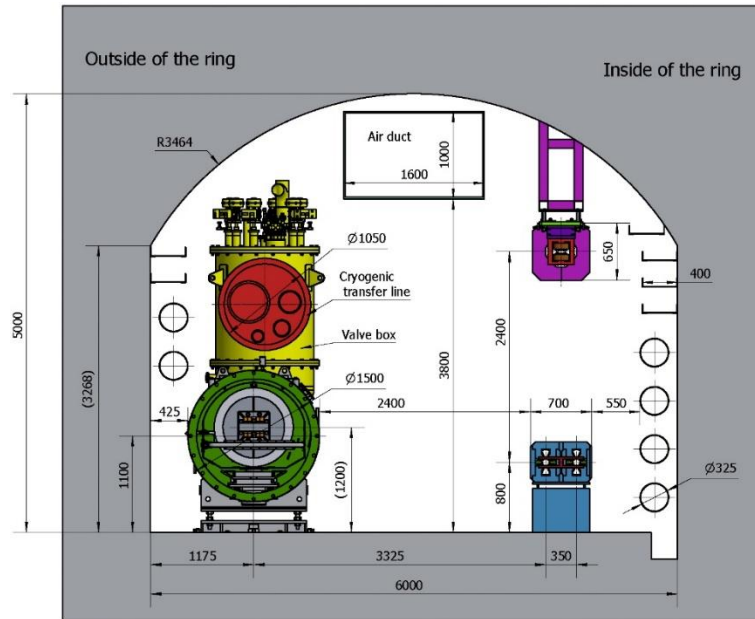 Outside of the ring
Inside of the ring
R3464
Air duct
1000
1600
Ø1050
Cryogenic
transfer line
Valve box
Ø1500
650
400
5000
(3268)
2400
3800
425
2400
700
550
1100
(1200)
800
Ø325
1175
3325
350
6000